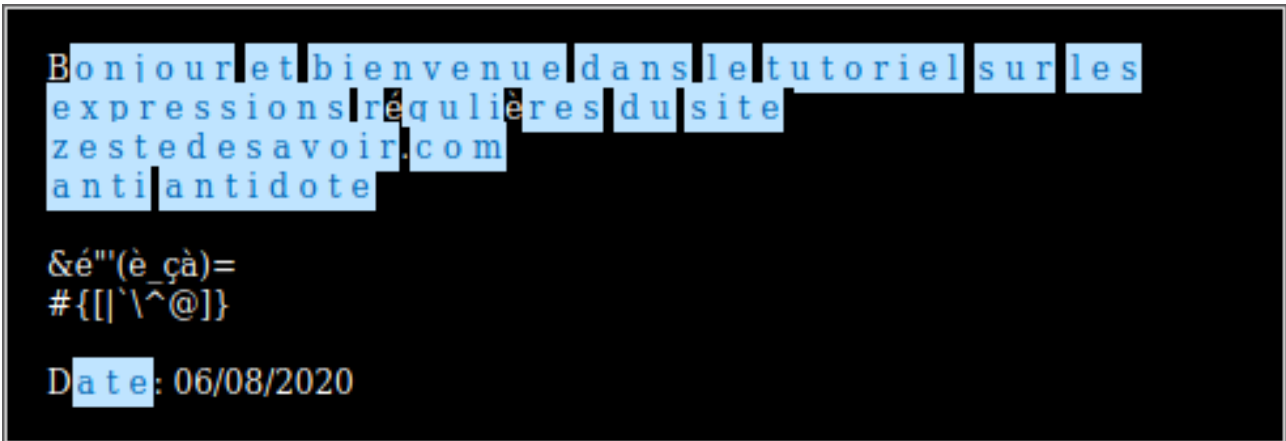 Bonjour et bienvenue dans le tutoriel sur les
expressions régulières du site
zestedesavoir.com
anti antidote
&é"'(è_çà)=
#{[|`\^@]}
Date: 06/08/2020